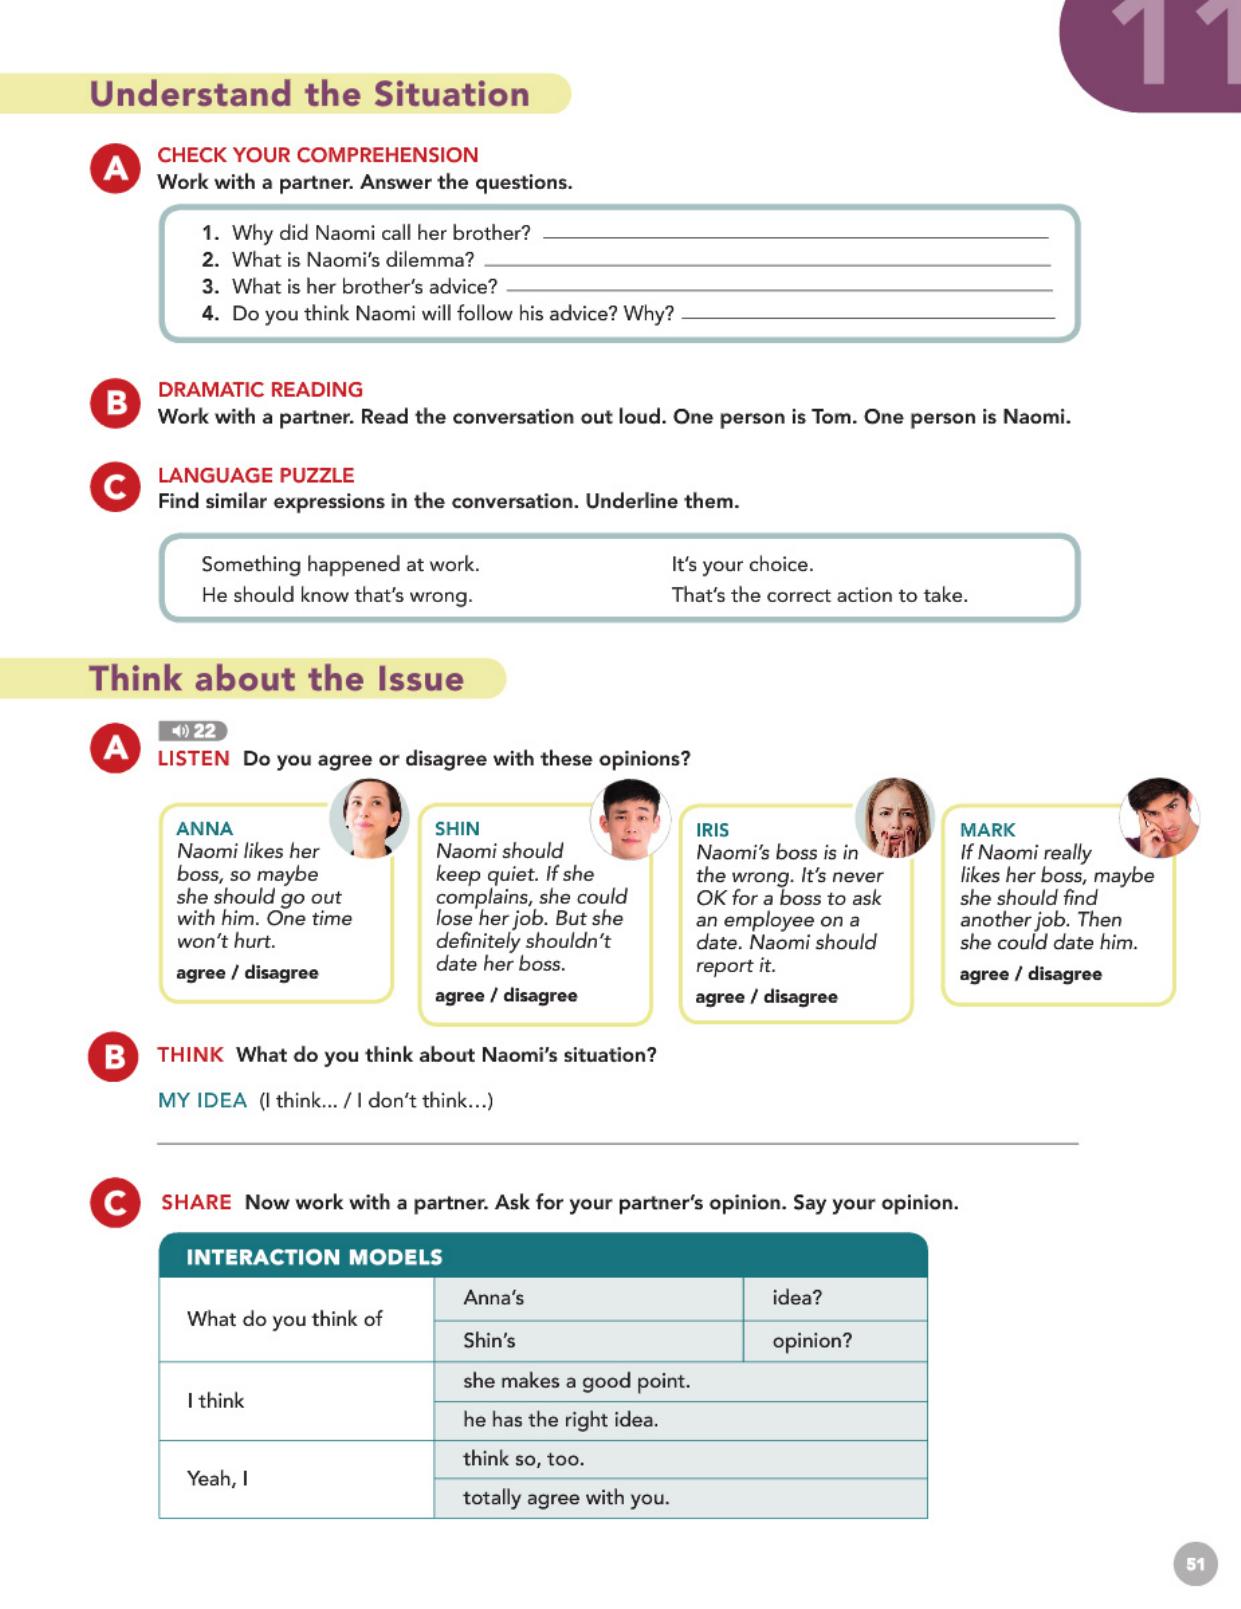 11
Understand the Situation
A
CHECK YOUR COMPREHENSION
Work with a partner. Answer the questions.
1. Why did Naomi call her brother?
2. What is Naomi's dilemma?
3. What is her brother's advice?
4. Do you think Naomi will follow his advice? Why?
B
DRAMATIC READING
Work with a partner. Read the conversation out loud. One person is Tom. One person is Naomi.
C
LANGUAGE PUZZLE
Find similar expressions in the conversation. Underline them.
Something happened at work.
He should know that's wrong.
It's your choice.
That's the correct action to take.
Think about the Issue
A
22
LISTEN Do you agree or disagree with these opinions?
ANNA
Naomi likes her
boss, so maybe
she should go out
with him. One time
won't hurt.
agree / disagree
SHIN
Naomi should
keep quiet. If she
complains, she could
lose her job. But she
definitely shouldn't
date her boss.
agree / disagree
IRIS
Naomi's boss is in
the wrong. It's never
OK for a boss to ask
an employee on a
date. Naomi should
report it.
agree / disagree
MARK
If Naomi really
likes her boss, maybe
she should find
another job. Then
she could date him.
agree / disagree
B
THINK What do you think about Naomi's situation?
MY IDEA (I think... / I don't think...)
C
SHARE Now work with a partner. Ask for your partner's opinion. Say your opinion.
INTERACTION MODELS
What do you think of
Anna's
idea?
Shin's
opinion?
I think
she makes a good point.
he has the right idea.
Yeah, I
think so, too.
totally agree with you.
51